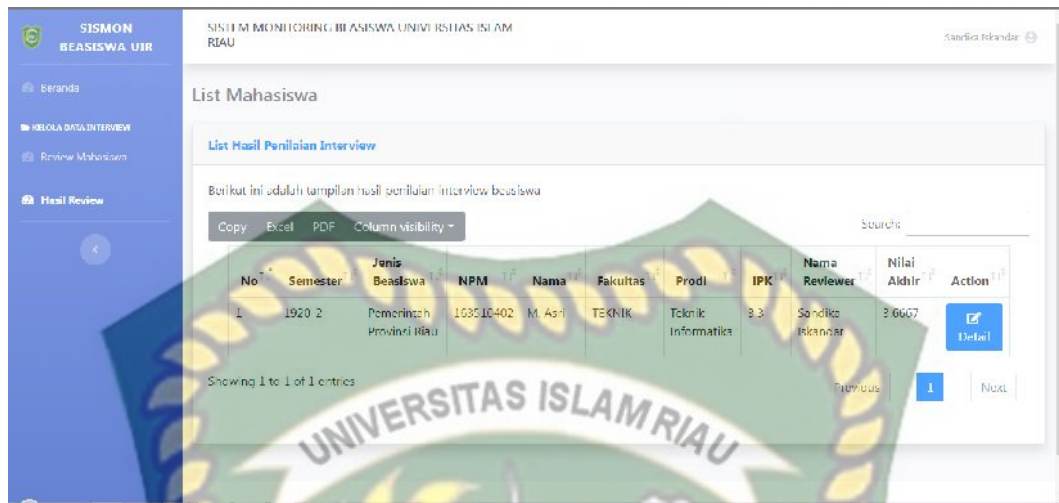 SISMON
BEASISWA UIR
SISTEM MONITORING BEASISWA UNIVERSITAS ISLAM
RIAU
Sandika Iskandar
Beranda
KELOLA DATA INTERVIEW
Review Mahasiswa
Hasil Review
List Mahasiswa
List Hasil Penilaian Interview
Berikut ini adalah tampilan hasil penilaian interview beasiswa
Copy Excel PDF Column visibility
Search:
No Semester Jenis Beasiswa NPM Nama Fakultas Prodi IPK Nama Reviewer Nilai Akhir Action
1 1920-2 Pemerintah Provinsi Riau 163510402 M. Asri TEKNIK Teknik Informatika 3.3 Sandika Iskandar 3.6667 Detail
Showing 1 to 1 of 1 entries
Previous 1 Next
UNIVERSITAS ISLAM RIAU